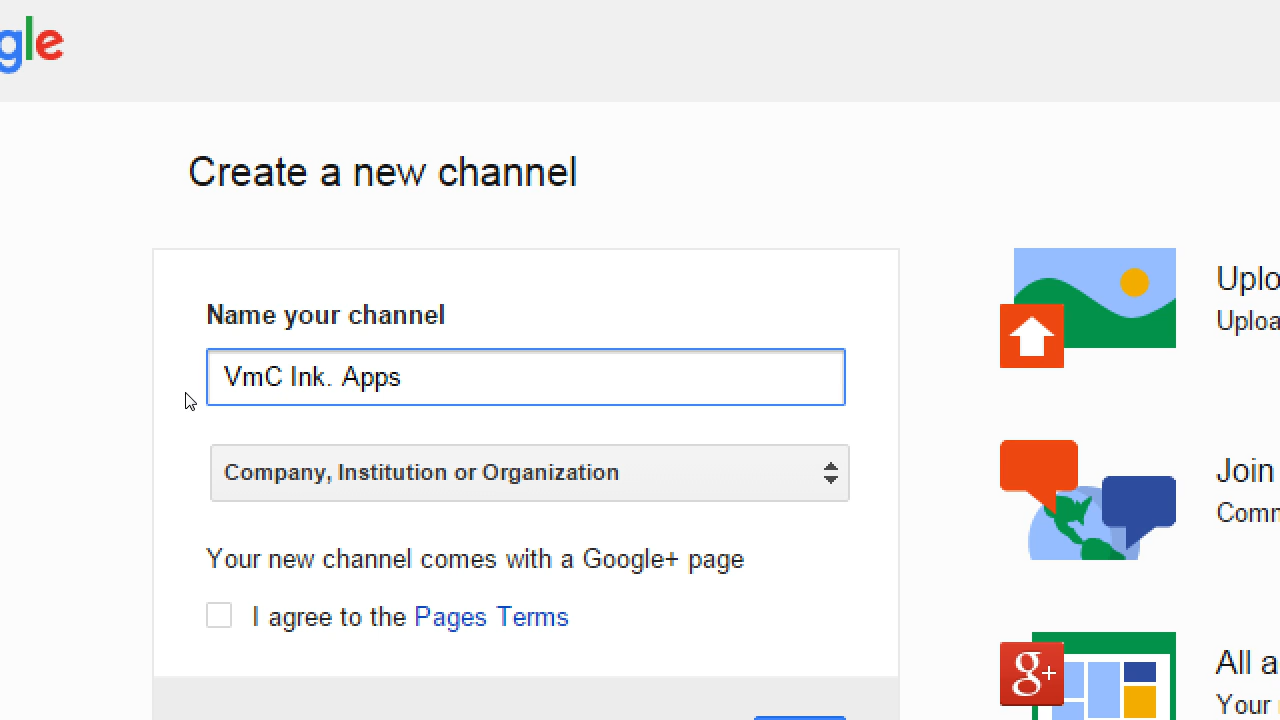 gle
Create a new channel
Name your channel
VmC Ink. Apps
Company, Institution or Organization
Your new channel comes with a Google+ page
I agree to the Pages Terms
Uplo
Uploa
Join
Comm
g+
All a
Your